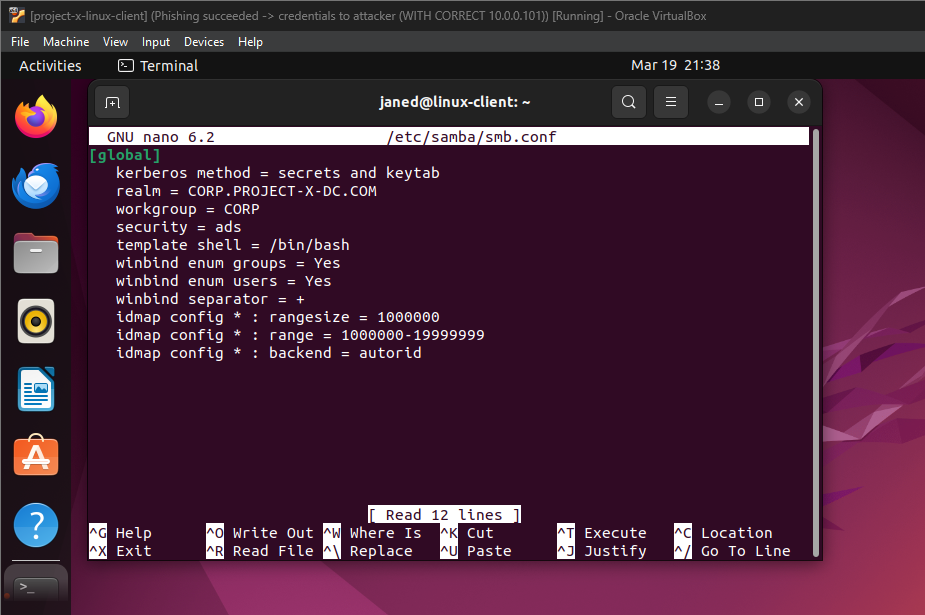 [project-x-linux-client] (Phishing succeeded -> credentials to attacker (WITH CORRECT 10.0.0.101)) [Running] - Oracle VirtualBox
File Machine View Input Devices Help
Activities Terminal Mar 19 21:38
janed@linux-client: ~
GNU nano 6.2 /etc/samba/smb.conf
[global]
kerberos method = secrets and keytab
realm = CORP.PROJECT-X-DC.COM
workgroup = CORP
security = ads
template shell = /bin/bash
winbind enum groups = Yes
winbind enum users = Yes
winbind separator = +
idmap config * : rangesize = 1000000
idmap config * : range = 1000000-19999999
idmap config * : backend = autorid
[ Read 12 lines ]
^G Help ^O Write Out ^W Where Is ^K Cut ^T Execute ^C Location
^X Exit ^R Read File ^\ Replace ^U Paste ^J Justify ^/ Go To Line